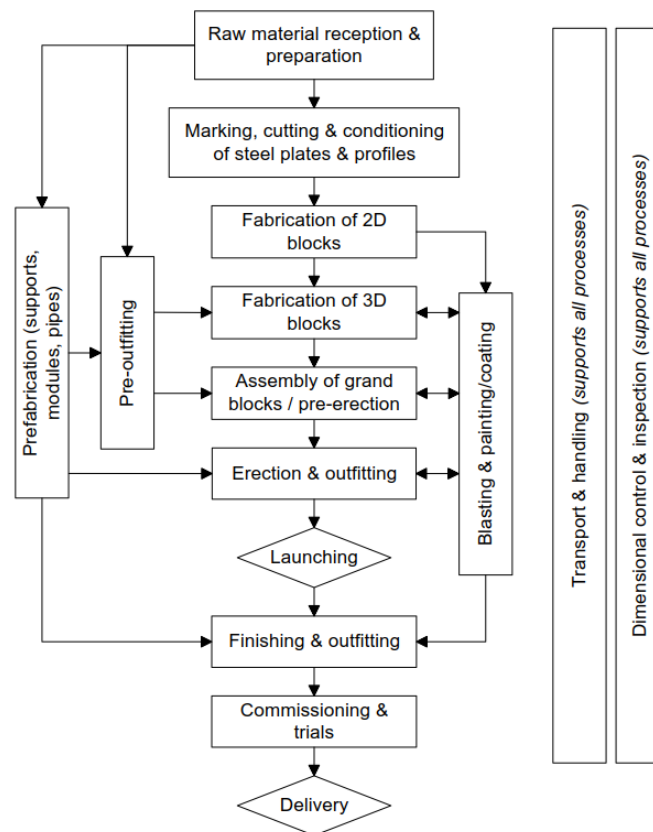 Raw material reception &
preparation
Marking, cutting & conditioning
of steel plates & profiles
Fabrication of 2D
blocks
Prefabrication (supports,
modules, pipes)
Pre-outfitting
Fabrication of 3D
blocks
Assembly of grand
blocks / pre-erection
Erection & outfitting
Blasting & painting/coating
Launching
Finishing & outfitting
Commissioning &
trials
Delivery
Transport & handling (supports all processes)
Dimensional control & inspection (supports all processes)